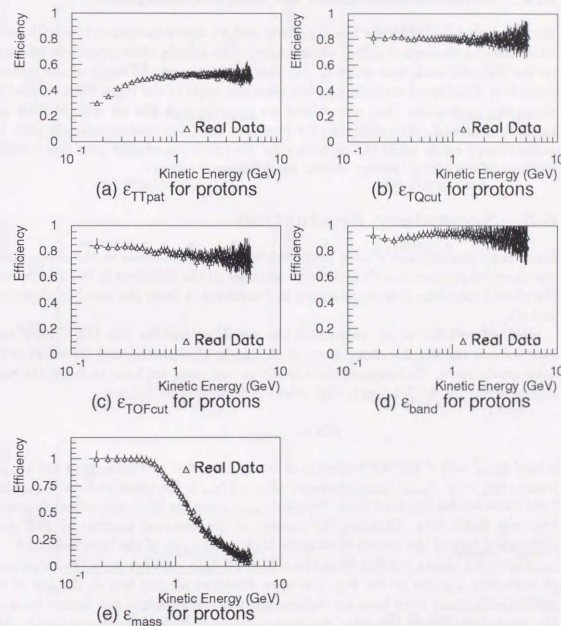 Efficiency
1
0.8
0.6
0.4
0.2
0
△ Real Data
10⁻¹ 1 10
Kinetic Energy (GeV)
(a) ε_TTpat for protons
Efficiency
1
0.8
0.6
0.4
0.2
0
△ Real Data
10⁻¹ 1 10
Kinetic Energy (GeV)
(b) ε_TQcut for protons
Efficiency
1
0.8
0.6
0.4
0.2
0
△ Real Data
10⁻¹ 1 10
Kinetic Energy (GeV)
(c) ε_TOFcut for protons
Efficiency
1
0.8
0.6
0.4
0.2
0
△ Real Data
10⁻¹ 1 10
Kinetic Energy (GeV)
(d) ε_band for protons
Efficiency
1
0.75
0.5
0.25
0
△ Real Data
10⁻¹ 1 10
Kinetic Energy (GeV)
(e) ε_mass for protons